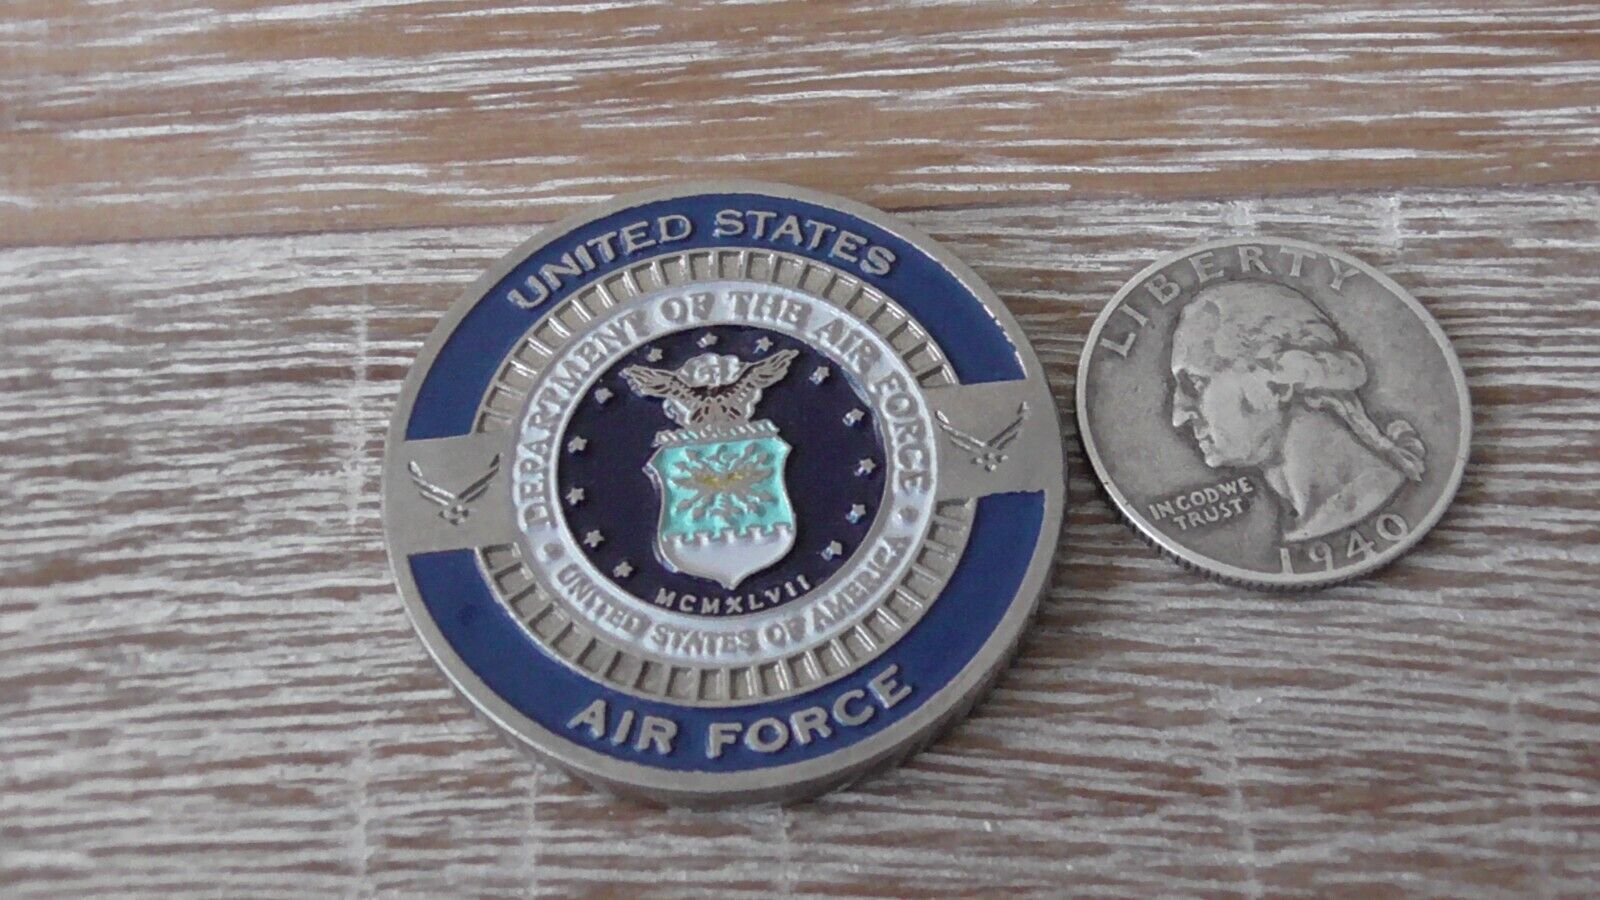 UNITED STATES
DEPARTMENT OF THE AIR FORCE
MCMXLVII
UNITED STATES OF AMERICA
AIR FORCE
LIBERTY
IN GOD WE
TRUST
1940